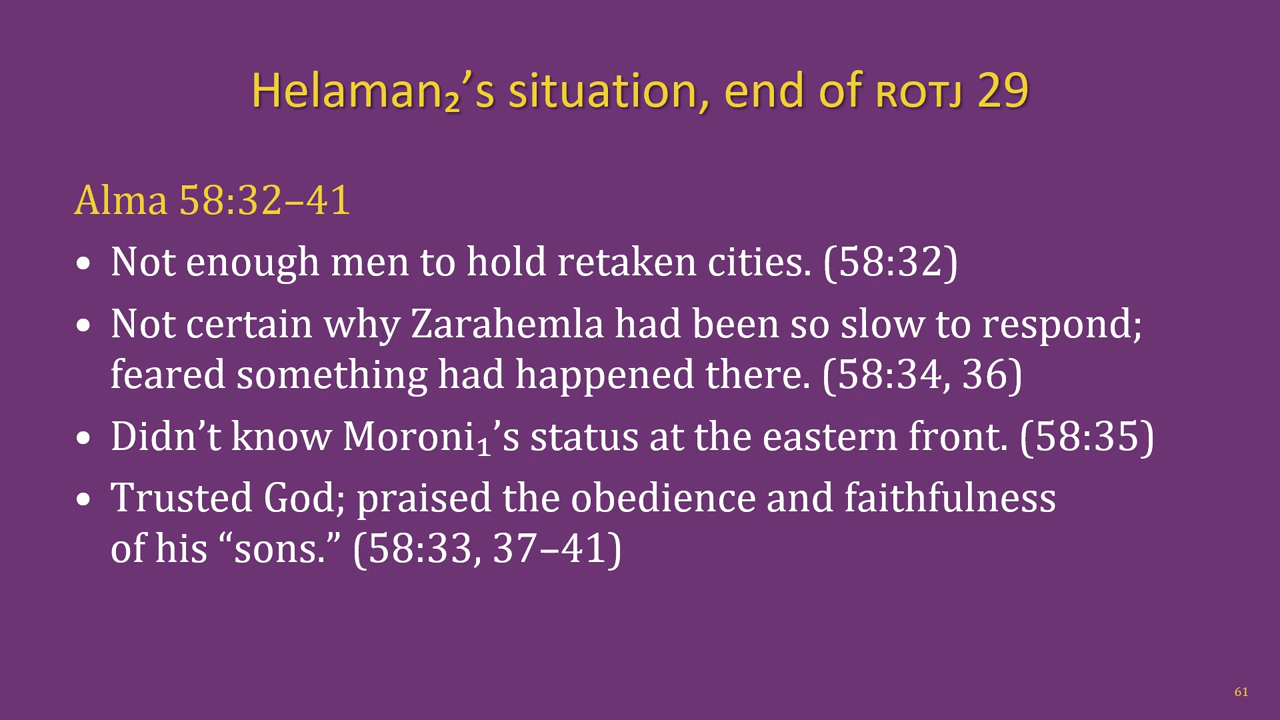 Helaman₂’s situation, end of ROTJ 29
Alma 58:32–41
• Not enough men to hold retaken cities. (58:32)
• Not certain why Zarahemla had been so slow to respond;
feared something had happened there. (58:34, 36)
• Didn’t know Moroni₁’s status at the eastern front. (58:35)
• Trusted God; praised the obedience and faithfulness
of his “sons.” (58:33, 37–41)
61